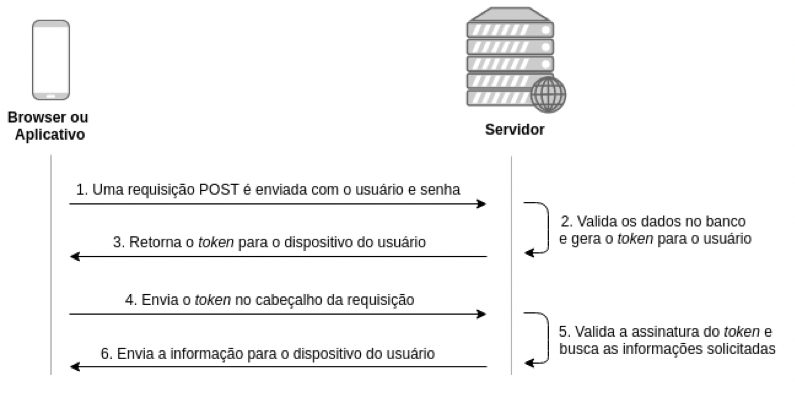 Browser ou
Aplicativo
Servidor
1. Uma requisição POST é enviada com o usuário e senha
2. Valida os dados no banco
e gera o token para o usuário
3. Retorna o token para o dispositivo do usuário
4. Envia o token no cabeçalho da requisição
5. Valida a assinatura do token e
busca as informações solicitadas
6. Envia a informação para o dispositivo do usuário